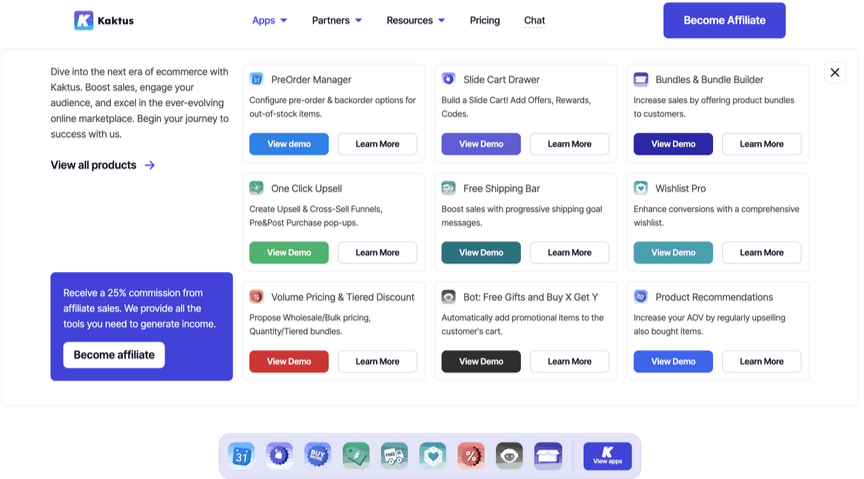 Kaktus
Apps
Partners
Resources
Pricing
Chat
Become Affiliate
Dive into the next era of ecommerce with
Kaktus. Boost sales, engage your
audience, and excel in the ever-evolving
online marketplace. Begin your journey to
success with us.
View all products
Receive a 25% commission from
affiliate sales. We provide all the
tools you need to generate income.
Become affiliate
31 PreOrder Manager
Configure pre-order & backorder options for
out-of-stock items.
View demo
Learn More
Slide Cart Drawer
Build a Slide Cart! Add Offers, Rewards,
Codes.
View Demo
Learn More
Bundles & Bundle Builder
Increase sales by offering product bundles
to customers.
View Demo
Learn More
One Click Upsell
Create Upsell & Cross-Sell Funnels,
Pre&Post Purchase pop-ups.
View Demo
Learn More
Free Shipping Bar
Boost sales with progressive shipping goal
messages.
View Demo
Learn More
Wishlist Pro
Enhance conversions with a comprehensive
wishlist.
View Demo
Learn More
Volume Pricing & Tiered Discount
Propose Wholesale/Bulk pricing,
Quantity/Tiered bundles.
View Demo
Learn More
Bot: Free Gifts and Buy X Get Y
Automatically add promotional items to the
customer's cart.
View Demo
Learn More
Product Recommendations
Increase your AOV by regularly upselling
also bought items.
View Demo
Learn More
31
BUY
FREE
%
View apps